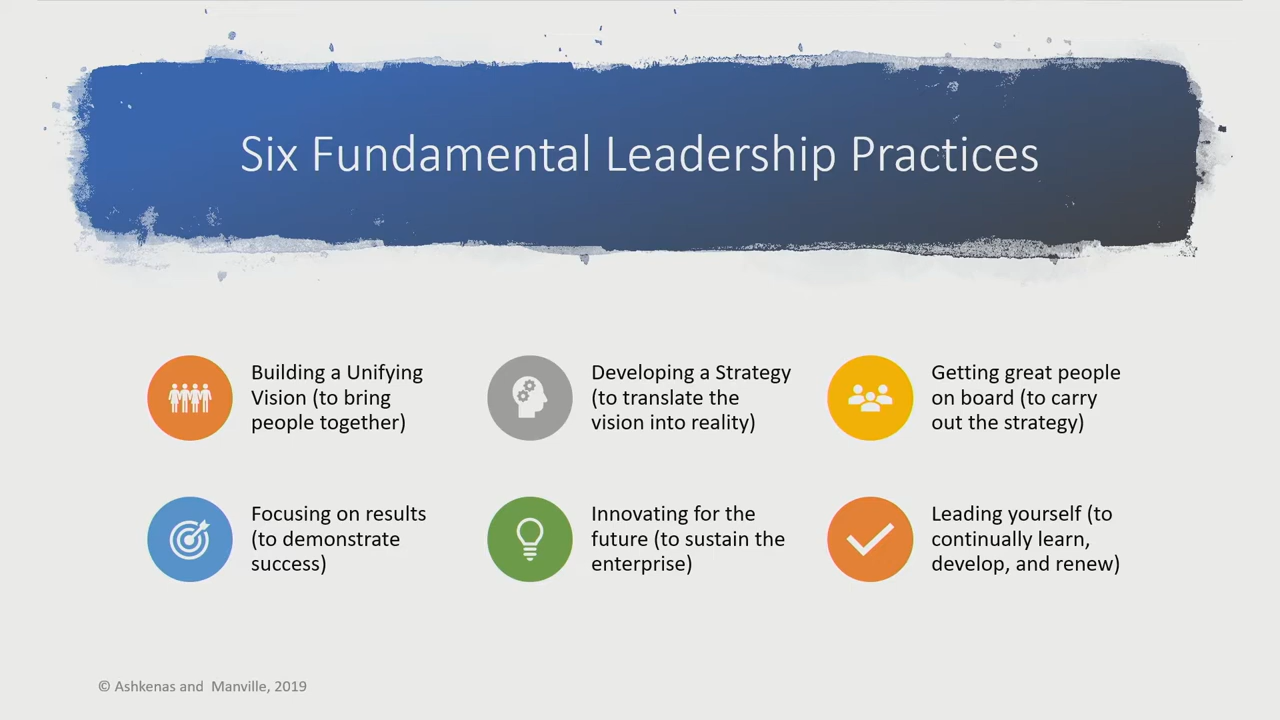 Six Fundamental Leadership Practices
Building a Unifying
Vision (to bring
people together)
Developing a Strategy
(to translate the
vision into reality)
Getting great people
on board (to carry
out the strategy)
Focusing on results
(to demonstrate
success)
Innovating for the
future (to sustain the
enterprise)
Leading yourself (to
continually learn,
develop, and renew)
© Ashkenas and  Manville, 2019